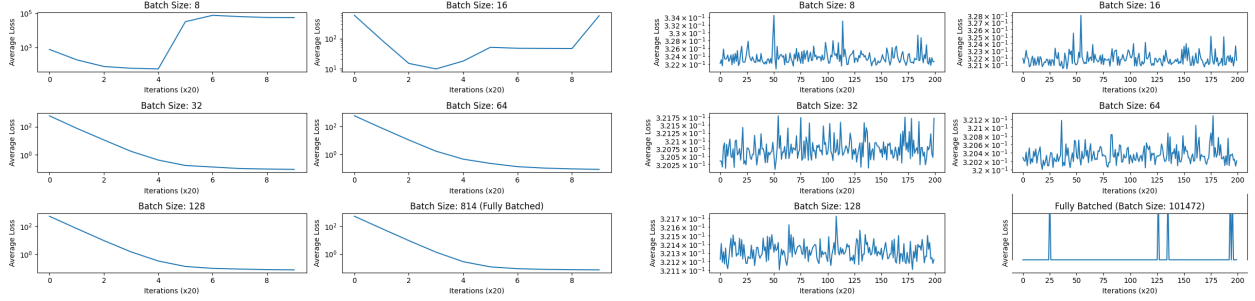 Batch Size: 8
10^5
10^3
Average Loss
0 2 4 6 8
Iterations (x20)
Batch Size: 16
10^2
10^1
Average Loss
0 2 4 6 8
Iterations (x20)
Batch Size: 8
3.34 × 10^-1
3.32 × 10^-1
3.3 × 10^-1
3.28 × 10^-1
3.26 × 10^-1
3.24 × 10^-1
3.22 × 10^-1
Average Loss
0 25 50 75 100 125 150 175 200
Iterations (x20)
Batch Size: 16
3.28 × 10^-1
3.27 × 10^-1
3.26 × 10^-1
3.25 × 10^-1
3.24 × 10^-1
3.23 × 10^-1
3.22 × 10^-1
3.21 × 10^-1
Average Loss
0 25 50 75 100 125 150 175 200
Iterations (x20)
Batch Size: 32
10^2
10^0
Average Loss
0 2 4 6 8
Iterations (x20)
Batch Size: 64
10^2
10^0
Average Loss
0 2 4 6 8
Iterations (x20)
Batch Size: 32
3.2175 × 10^-1
3.215 × 10^-1
3.2125 × 10^-1
3.21 × 10^-1
3.2075 × 10^-1
3.205 × 10^-1
3.2025 × 10^-1
Average Loss
0 25 50 75 100 125 150 175 200
Iterations (x20)
Batch Size: 64
3.212 × 10^-1
3.21 × 10^-1
3.208 × 10^-1
3.206 × 10^-1
3.204 × 10^-1
3.202 × 10^-1
3.2 × 10^-1
Average Loss
0 25 50 75 100 125 150 175 200
Iterations (x20)
Batch Size: 128
10^2
10^0
Average Loss
0 2 4 6 8
Iterations (x20)
Batch Size: 814 (Fully Batched)
10^2
10^0
Average Loss
0 2 4 6 8
Iterations (x20)
Batch Size: 128
3.217 × 10^-1
3.216 × 10^-1
3.215 × 10^-1
3.214 × 10^-1
3.213 × 10^-1
3.212 × 10^-1
3.211 × 10^-1
Average Loss
0 25 50 75 100 125 150 175 200
Iterations (x20)
Fully Batched (Batch Size: 101472)
Average Loss
0 25 50 75 100 125 150 175 200
Iterations (x20)